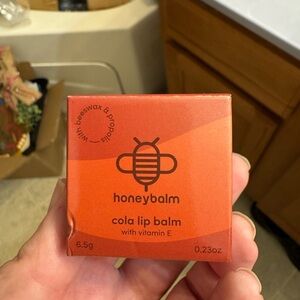 with beeswax & propolis
honeybalm
cola lip balm
with vitamin E
6.5g 0.23oz